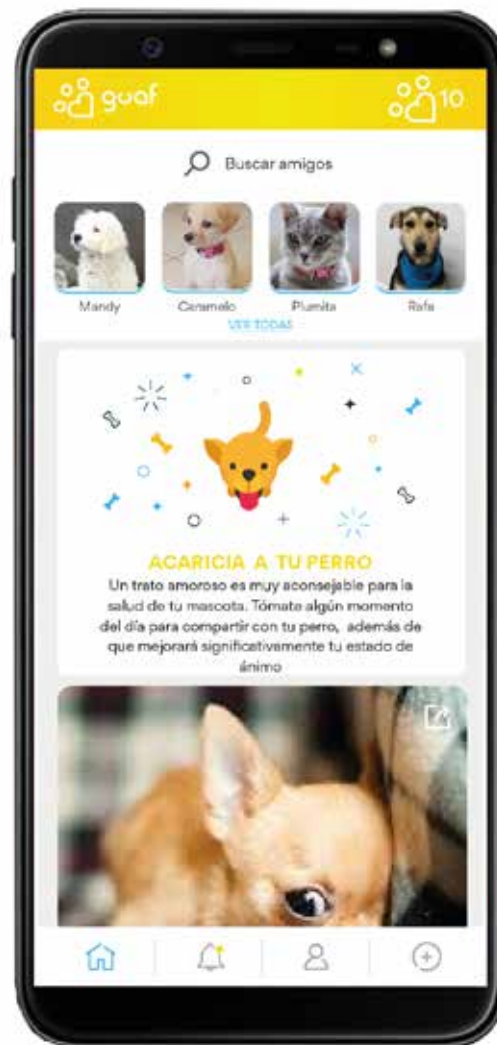 guaf
10
Buscar amigos
Mandy Caramelo Plumita Rafa
VER TODAS
ACARICIA A TU PERRO
Un trato amoroso es muy aconsejable para la
salud de tu mascota. Tómate algún momento
del día para compartir con tu perro, además de
que mejorará significativamente tu estado de
ánimo